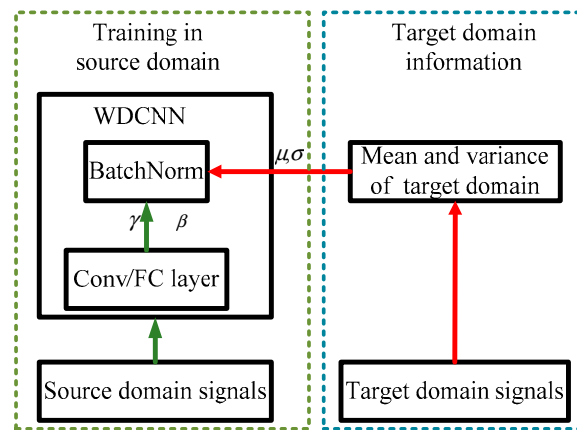 Training in
source domain
WDCNN
BatchNorm
γ β
Conv/FC layer
Source domain signals
μ,σ
Target domain
information
Mean and variance
of target domain
Target domain signals